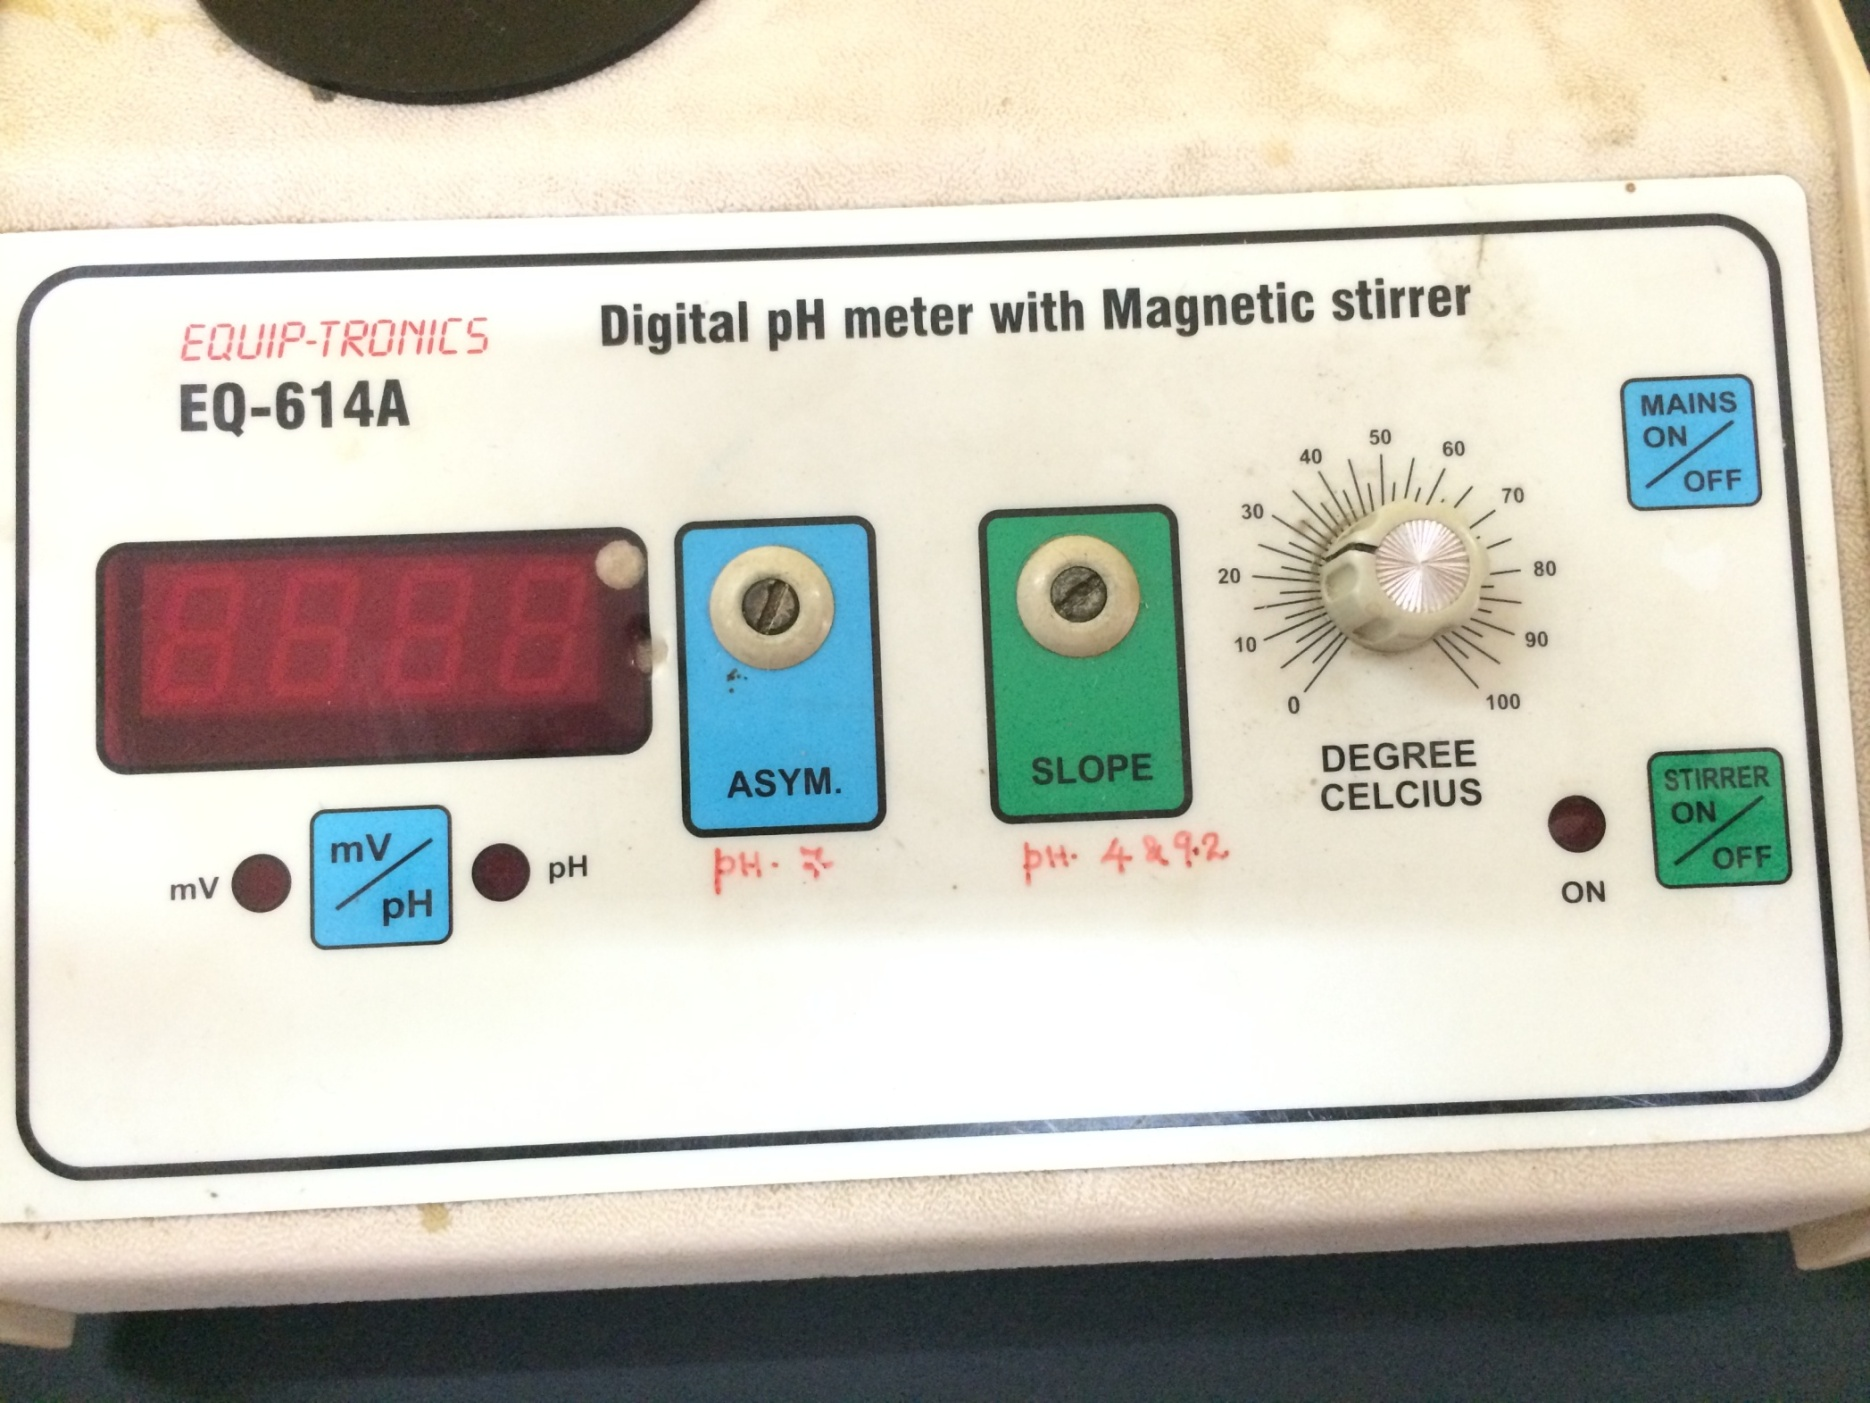 EQUIP-TRONICS
EQ-614A
Digital pH meter with Magnetic stirrer
MAINS
ON
OFF
50
40
60
30
70
20
80
10
90
0
100
ASYM.
SLOPE
DEGREE
CELCIUS
STIRRER
ON
OFF
mV
mV
pH
pH
pH. 7
pH. 4 & 9.2
ON